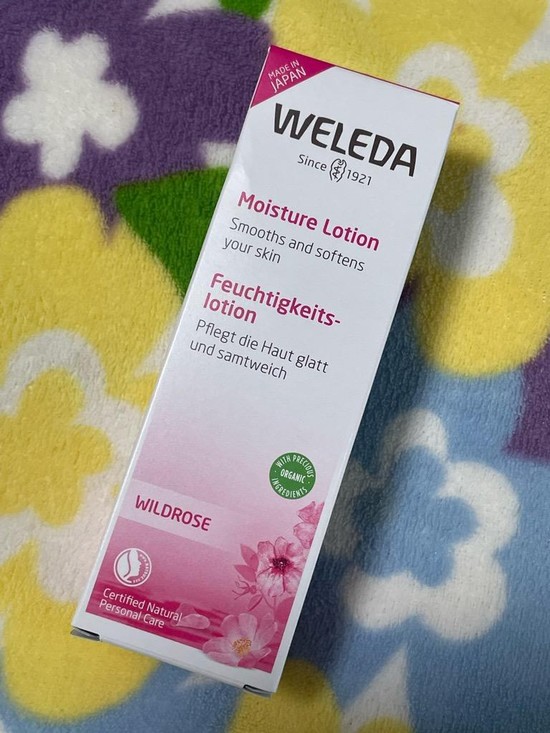 MADE IN
JAPAN
WELEDA
Since 1921
Moisture Lotion
Smooths and softens
your skin
Feuchtigkeits-
lotion
Pflegt die Haut glatt
und samtweich
WITH PRECIOUS
ORGANIC
INGREDIENTS
WILDROSE
Certified Natural
Personal Care